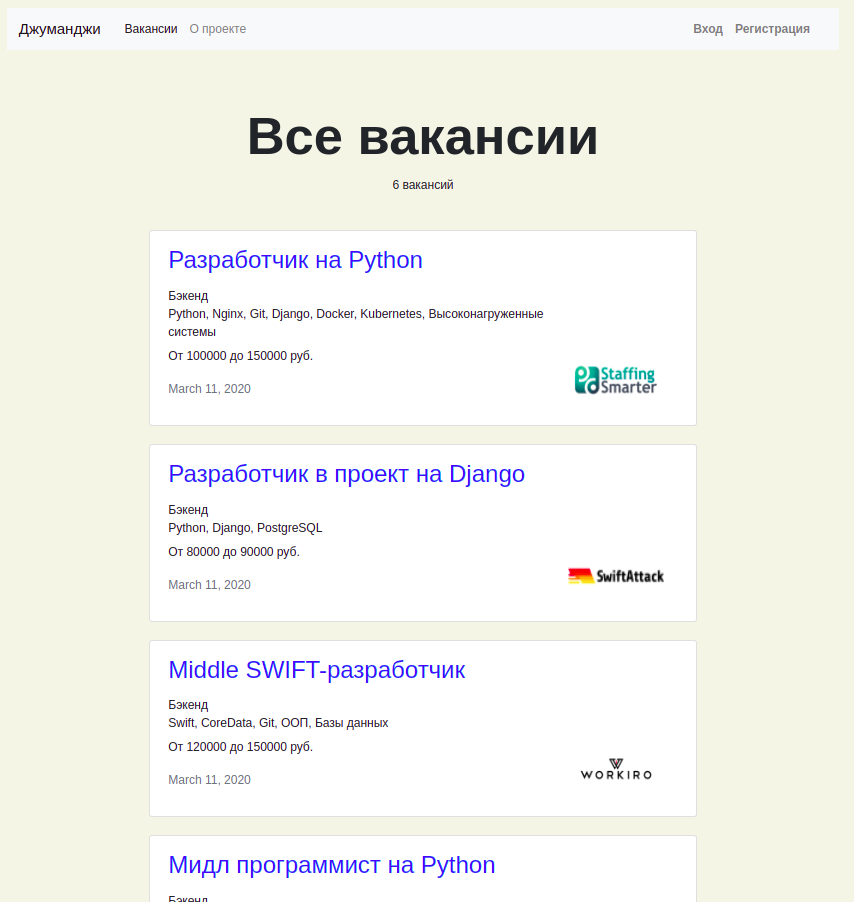 Джуманджи Вакансии О проекте Вход Регистрация
Все вакансии
6 вакансий
Разработчик на Python
Бэкенд
Python, Nginx, Git, Django, Docker, Kubernetes, Высоконагруженные
системы
От 100000 до 150000 руб.
March 11, 2020
Staffing
Smarter
Разработчик в проект на Django
Бэкенд
Python, Django, PostgreSQL
От 80000 до 90000 руб.
March 11, 2020
SwiftAttack
Middle SWIFT-разработчик
Бэкенд
Swift, CoreData, Git, ООП, Базы данных
От 120000 до 150000 руб.
March 11, 2020
WORKIRO
Мидл программист на Python
Бэкенд